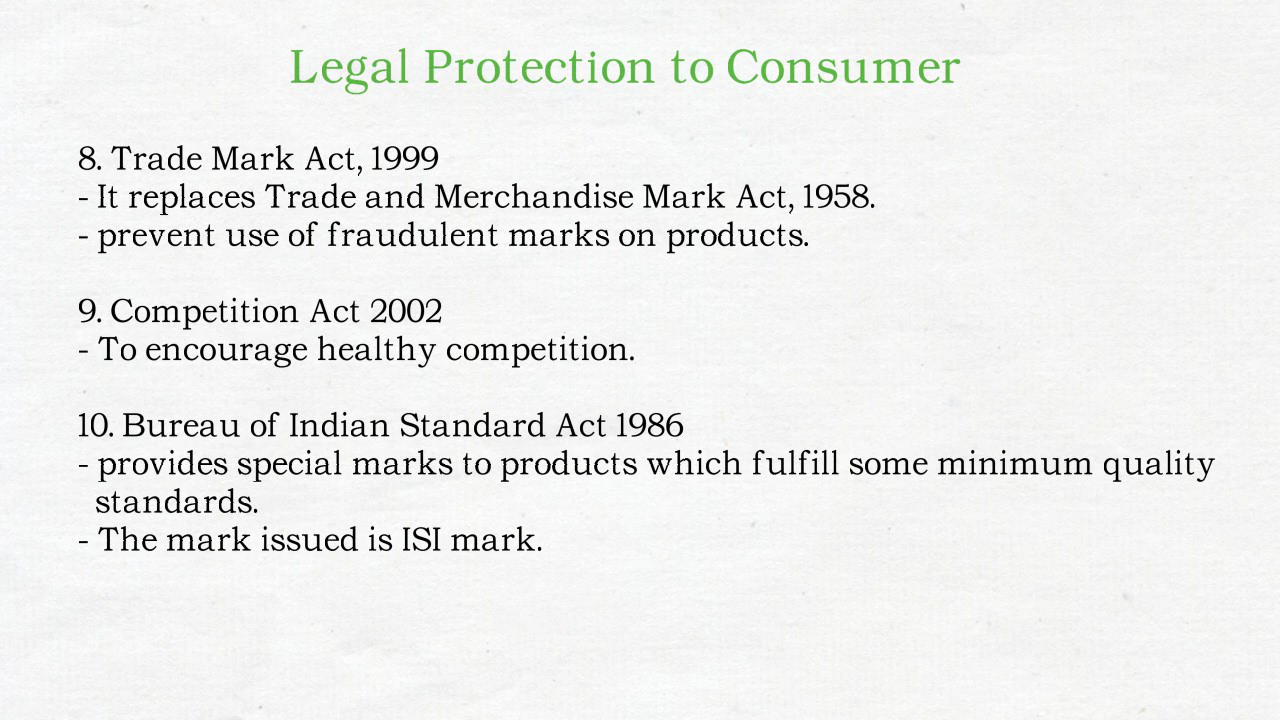 Legal Protection to Consumer
8. Trade Mark Act, 1999
- It replaces Trade and Merchandise Mark Act, 1958.
- prevent use of fraudulent marks on products.
9. Competition Act 2002
- To encourage healthy competition.
10. Bureau of Indian Standard Act 1986
- provides special marks to products which fulfill some minimum quality
standards.
- The mark issued is ISI mark.